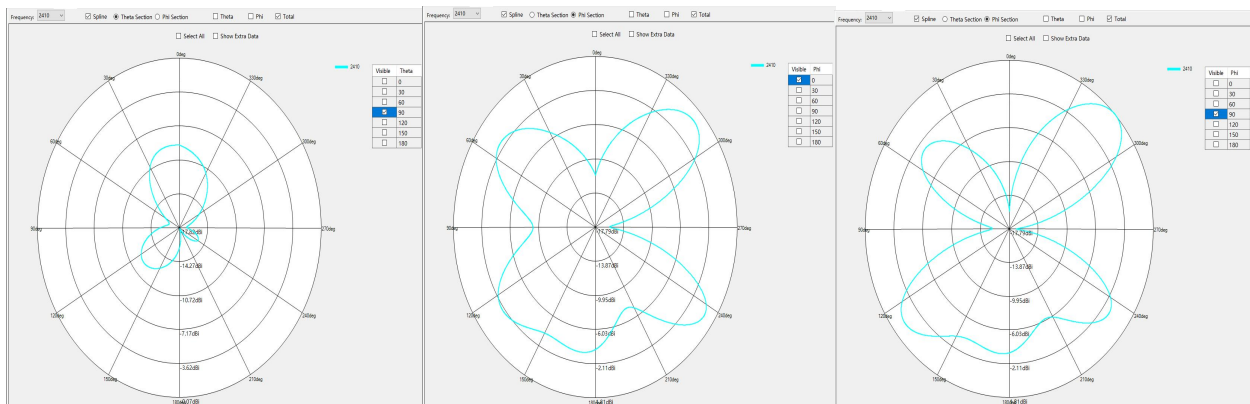 Frequency: 2410 Spline Theta Section Phi Section Theta Phi Total
Select All Show Extra Data
0deg
2410
Visible Theta
0
30
60
90
120
150
180
30deg
330deg
60deg
300deg
90deg
270deg
-14.27dBi
120deg
240deg
-10.72dBi
-7.17dBi
-3.62dBi
150deg
210deg
Frequency: 2410 Spline Theta Section Phi Section Theta Phi Total
Select All Show Extra Data
0deg
2410
Visible Phi
0
30
60
90
120
150
180
30deg
330deg
60deg
300deg
90deg
270deg
-17.79dBi
-13.87dBi
120deg
240deg
-9.95dBi
-6.03dBi
-2.11dBi
150deg
210deg
Frequency: 2410 Spline Theta Section Phi Section Theta Phi Total
Select All Show Extra Data
0deg
2410
Visible Phi
0
30
60
90
120
150
180
30deg
330deg
60deg
300deg
90deg
270deg
-17.79dBi
-13.87dBi
120deg
240deg
-9.95dBi
-6.03dBi
-2.11dBi
150deg
210deg